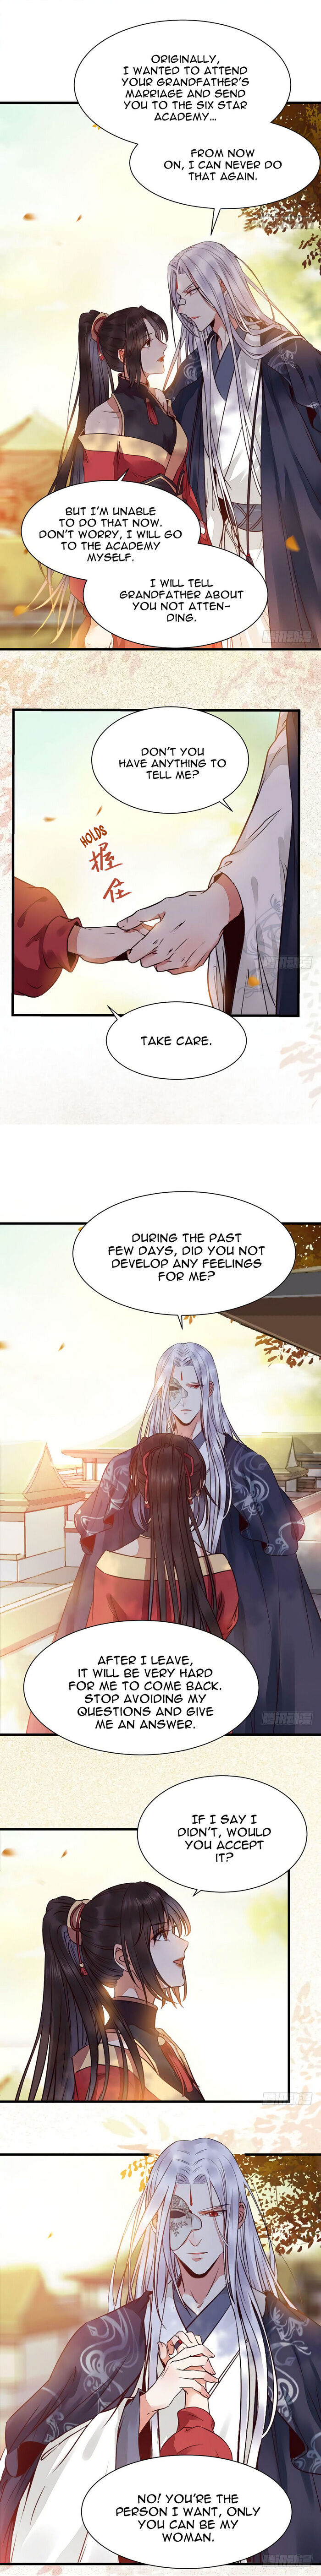 ORIGINALLY,
I WANTED TO ATTEND
YOUR GRANDFATHER'S
MARRIAGE AND SEND
YOU TO THE SIX STAR
ACADEMY...
FROM NOW
ON, I CAN NEVER DO
THAT AGAIN.
BUT I'M UNABLE
TO DO THAT NOW.
DON'T WORRY, I WILL GO
TO THE ACADEMY
MYSELF.
I WILL TELL
GRANDFATHER ABOUT
YOU NOT ATTEN-
DING.
DON'T YOU
HAVE ANYTHING TO
TELL ME?
HOLDS
握
住
TAKE CARE.
DURING THE PAST
FEW DAYS, DID YOU NOT
DEVELOP ANY FEELINGS
FOR ME?
AFTER I LEAVE,
IT WILL BE VERY HARD
FOR ME TO COME BACK.
STOP AVOIDING MY
QUESTIONS AND GIVE
ME AN ANSWER.
IF I SAY I
DIDN'T, WOULD
YOU ACCEPT
IT?
NO! YOU'RE THE
PERSON I WANT, ONLY
YOU CAN BE MY
WOMAN.